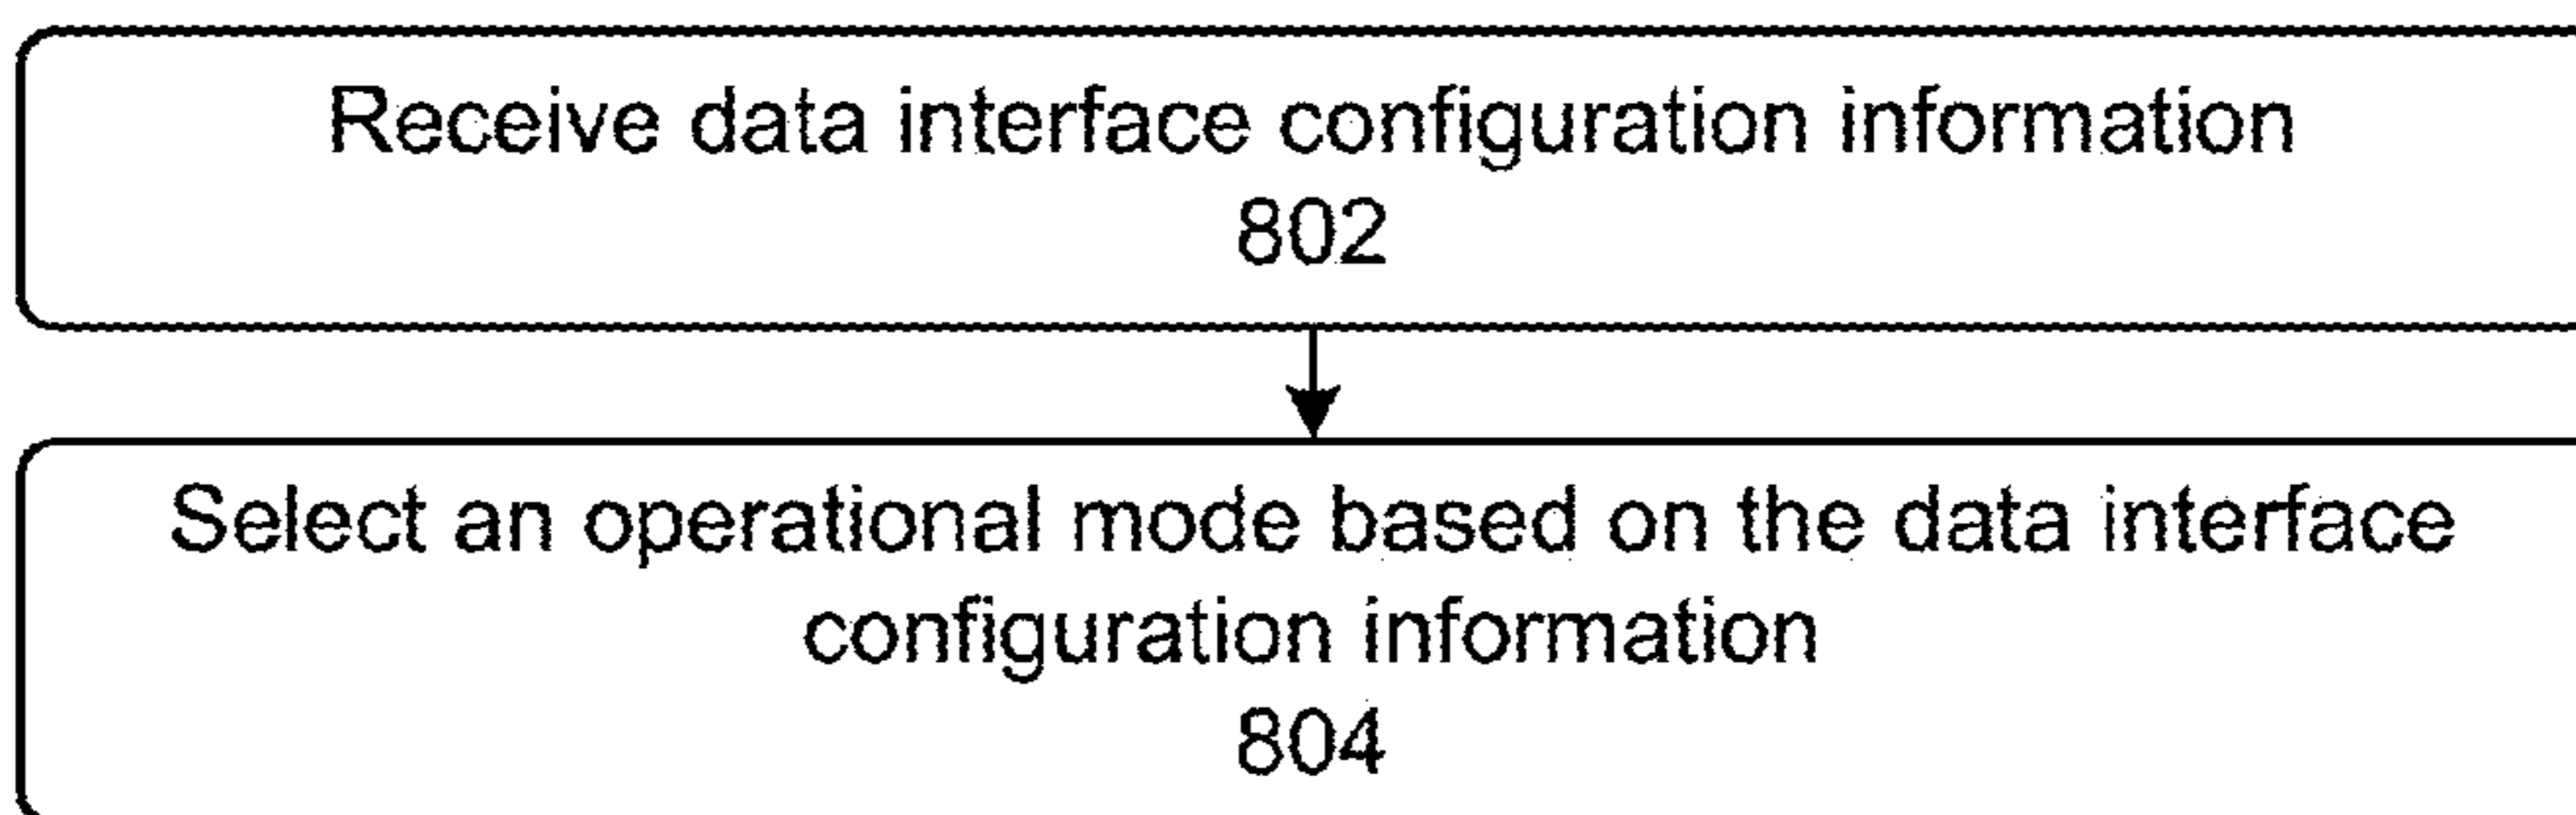 Receive data interface configuration information
802
Select an operational mode based on the data interface
configuration information
804